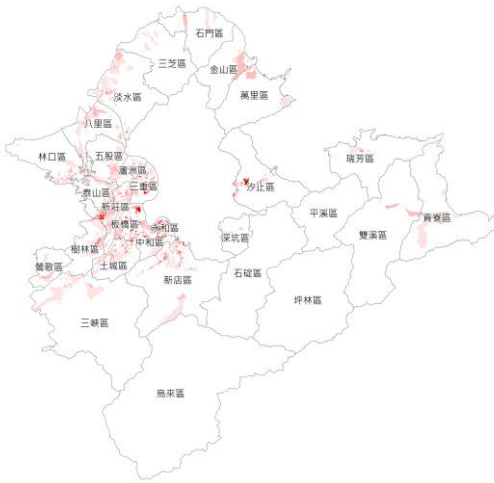 石門區
三芝區
金山區
萬里區
淡水區
八里區
林口區
五股區
蘆洲區
三重區
泰山區
新莊區
板橋區
永和區
中和區
樹林區
土城區
鶯歌區
三峽區
新店區
深坑區
石碇區
汐止區
瑞芳區
平溪區
雙溪區
貢寮區
坪林區
烏來區